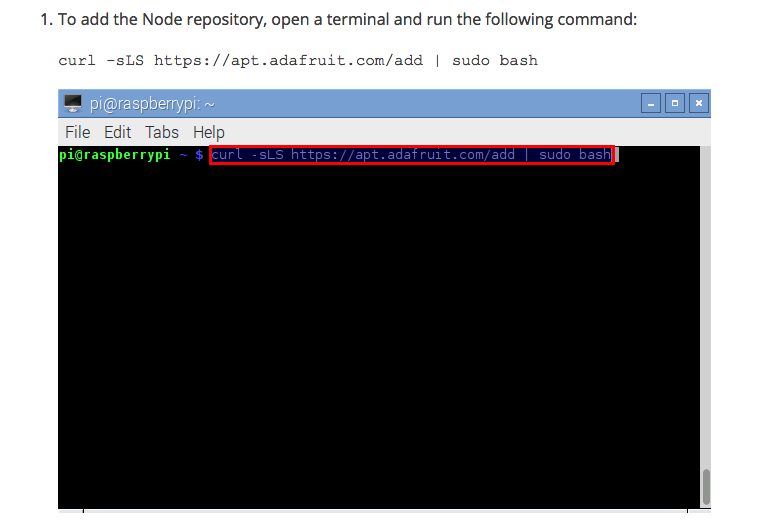 1. To add the Node repository, open a terminal and run the following command:
curl -sLS https://apt.adafruit.com/add | sudo bash
pi@raspberrypi: ~
File Edit Tabs Help
pi@raspberrypi ~ $ curl -sLS https://apt.adafruit.com/add | sudo bash